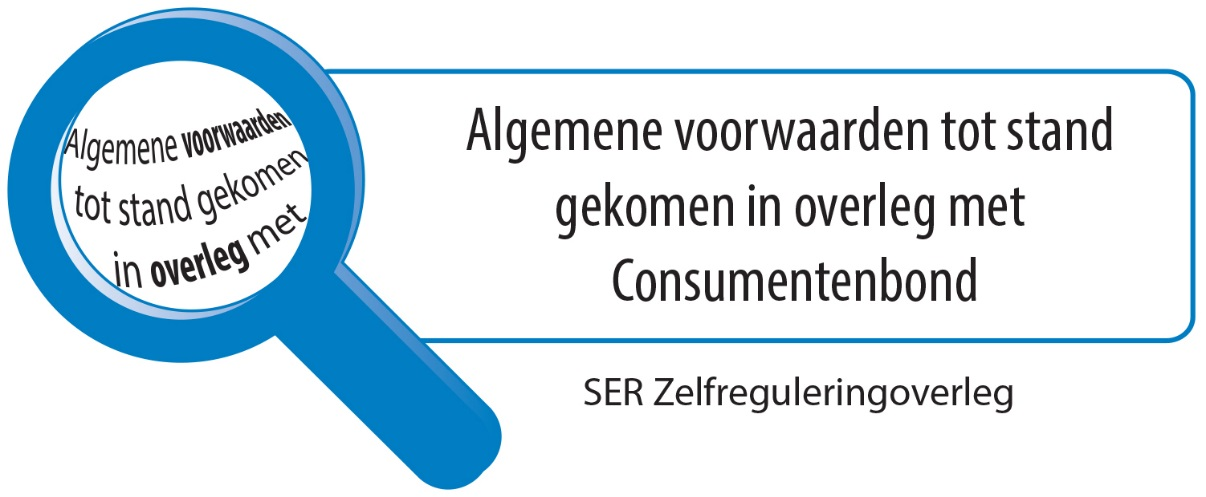 Algemene voorwaarden
tot stand gekomen
in overleg met
Algemene voorwaarden tot stand
gekomen in overleg met
Consumentenbond
SER Zelfreguleringoverleg